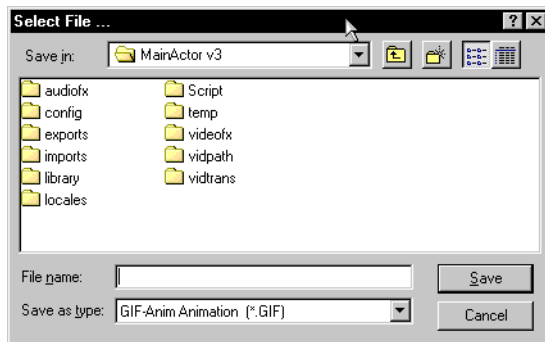 Select File ...
Save in: MainActor v3
audiofx Script
config temp
exports videofx
imports vidpath
library vidtrans
locales
File name: Save
Save as type: GIF-Anim Animation (*.GIF) Cancel